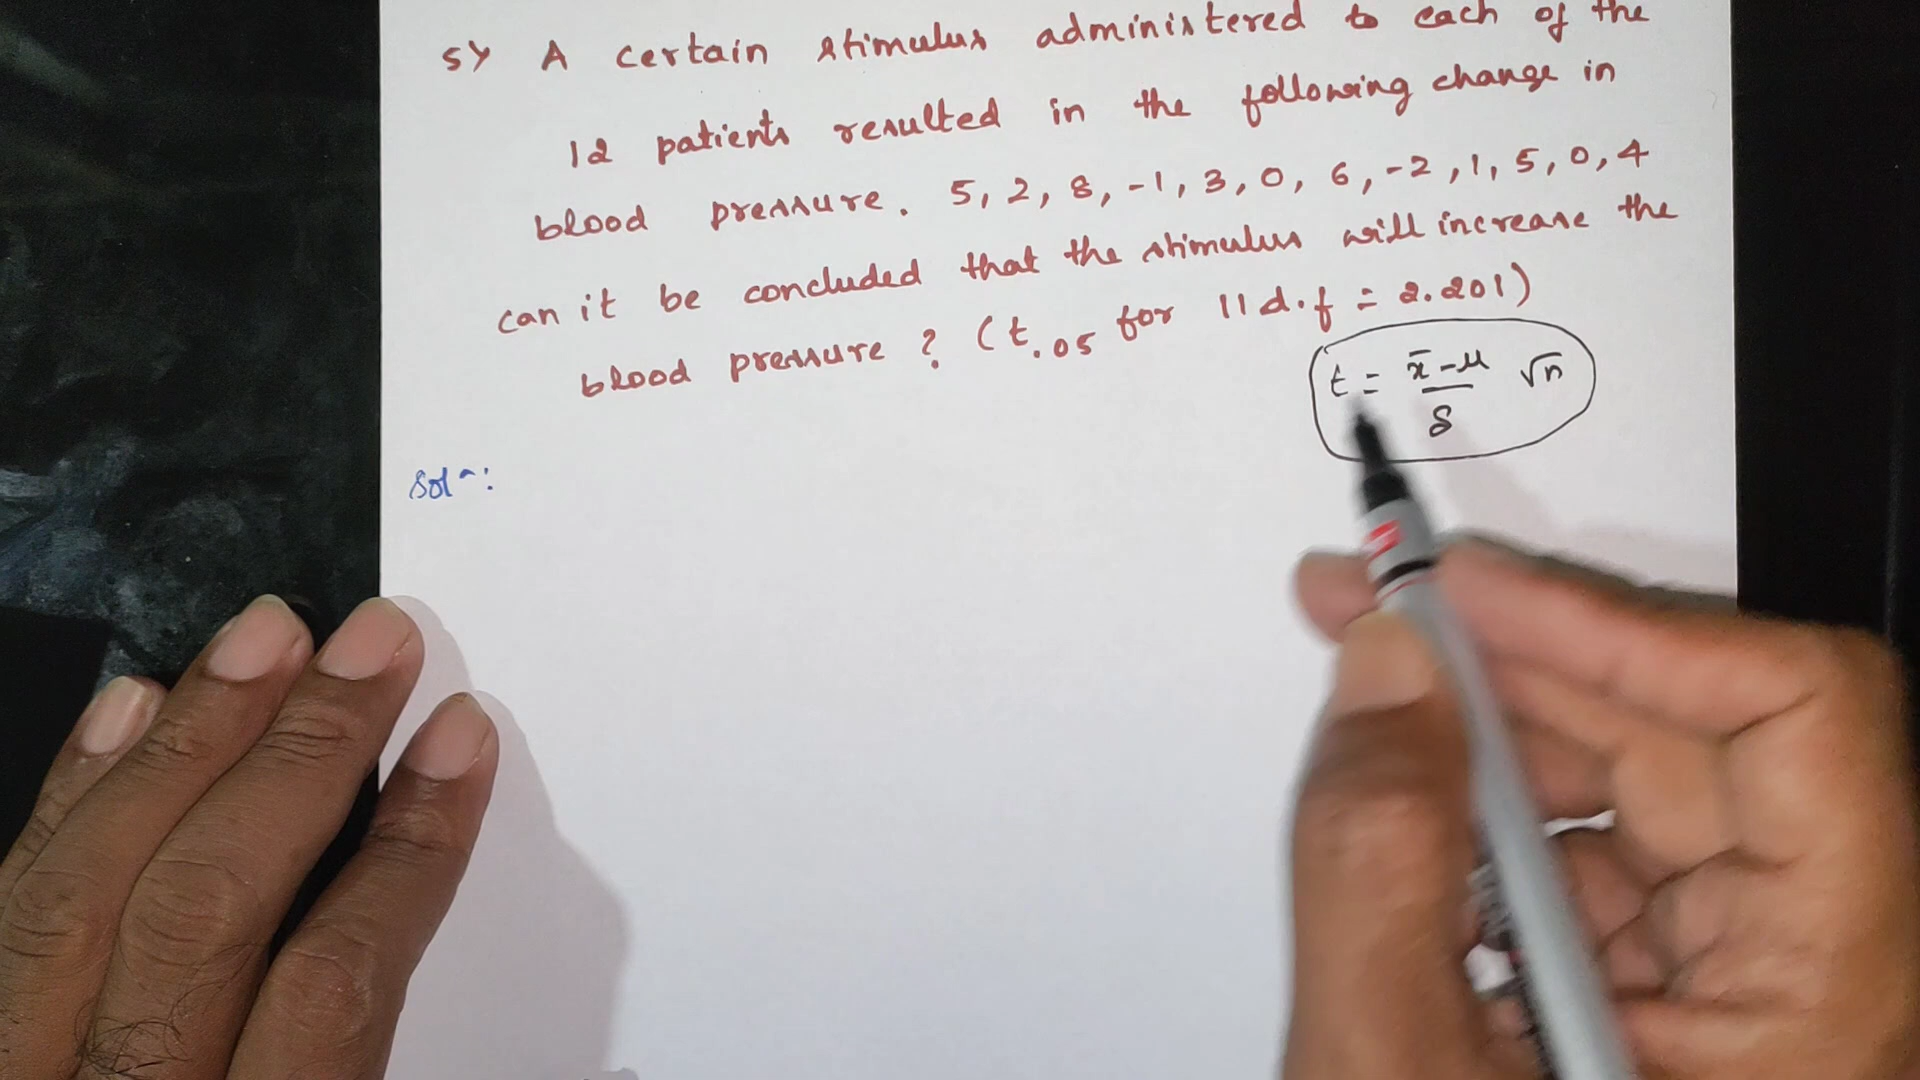 5) A certain stimulus administered to each of the
12 patients resulted in the following change in
blood pressure. 5, 2, 8, -1, 3, 0, 6, -2, 1, 5, 0, 4
can it be concluded that the stimulus will increase the
blood pressure ? (t.05 for 11 d.f = 2.201)
t = x̄-μ/s √n
Soln: